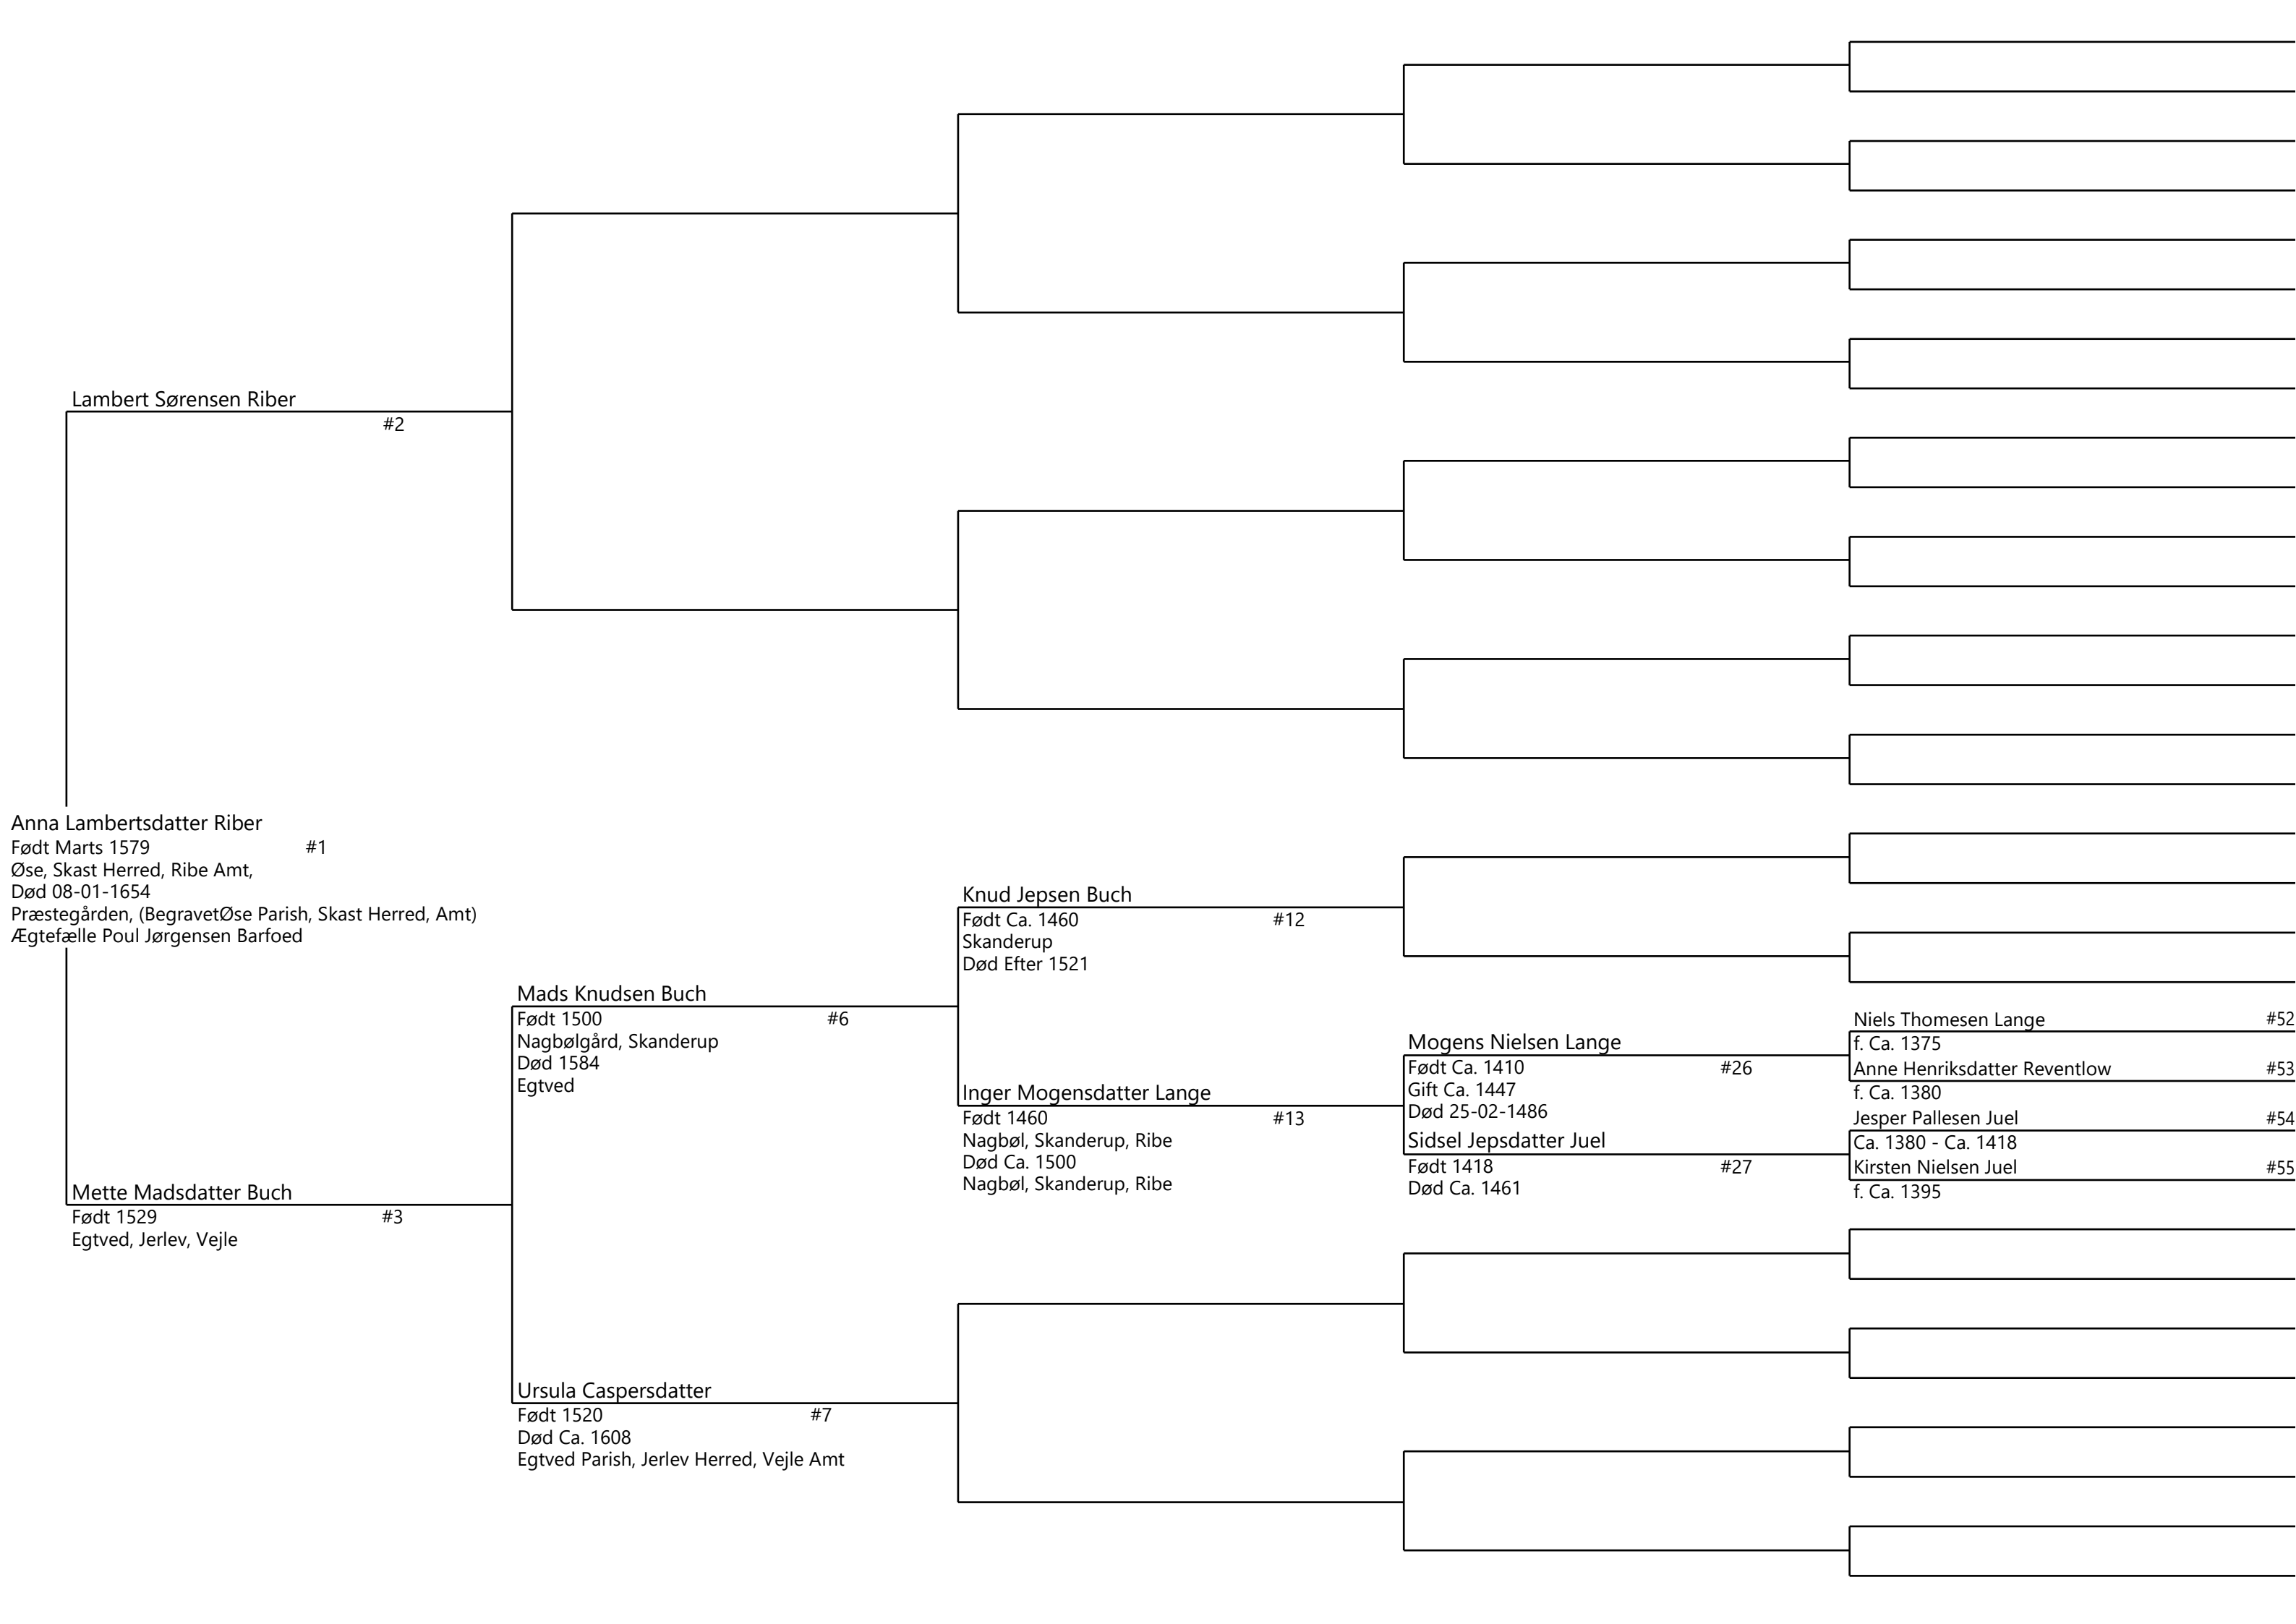 Lambert Sørensen Riber
#2
Anna Lambertsdatter Riber
Født Marts 1579 #1
Øse, Skast Herred, Ribe Amt,
Død 08-01-1654
Præstegården, (BegravetØse Parish, Skast Herred, Amt)
Ægtefælle Poul Jørgensen Barfoed
Mette Madsdatter Buch
Født 1529 #3
Egtved, Jerlev, Vejle
Mads Knudsen Buch
Født 1500 #6
Nagbølgård, Skanderup
Død 1584
Egtved
Ursula Caspersdatter
Født 1520 #7
Død Ca. 1608
Egtved Parish, Jerlev Herred, Vejle Amt
Knud Jepsen Buch
Født Ca. 1460 #12
Skanderup
Død Efter 1521
Inger Mogensdatter Lange
Født 1460 #13
Nagbøl, Skanderup, Ribe
Død Ca. 1500
Nagbøl, Skanderup, Ribe
Mogens Nielsen Lange
Født Ca. 1410 #26
Gift Ca. 1447
Død 25-02-1486
Sidsel Jepsdatter Juel
Født 1418 #27
Død Ca. 1461
Niels Thomesen Lange #52
f. Ca. 1375
Anne Henriksdatter Reventlow #53
f. Ca. 1380
Jesper Pallesen Juel #54
Ca. 1380 - Ca. 1418
Kirsten Nielsen Juel #55
f. Ca. 1395